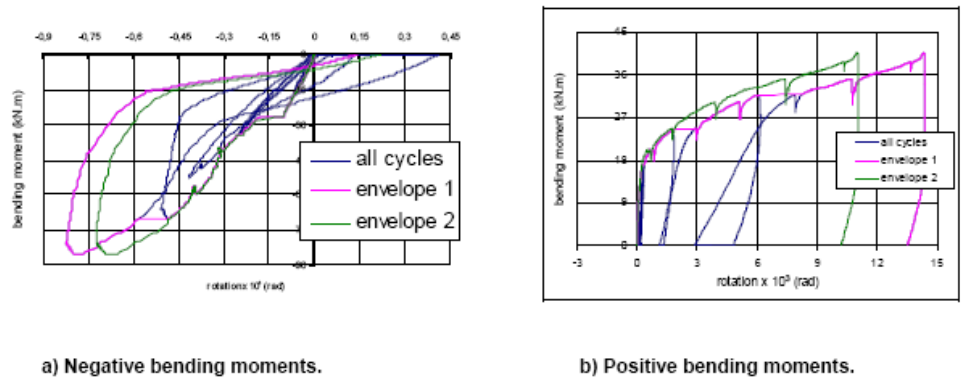 -0,9 -0,75 -0,6 -0,45 -0,3 -0,15 0 0,15 0,3 0,45
bending moment (kN.m)
all cycles
envelope 1
envelope 2
(rad)
a) Negative bending moments.
45
36
27
18
9
0
bending moment (kN.m)
all cycles
envelope 1
envelope 2
-3 0 3 6 9 12 15
rotation x 10³ (rad)
b) Positive bending moments.